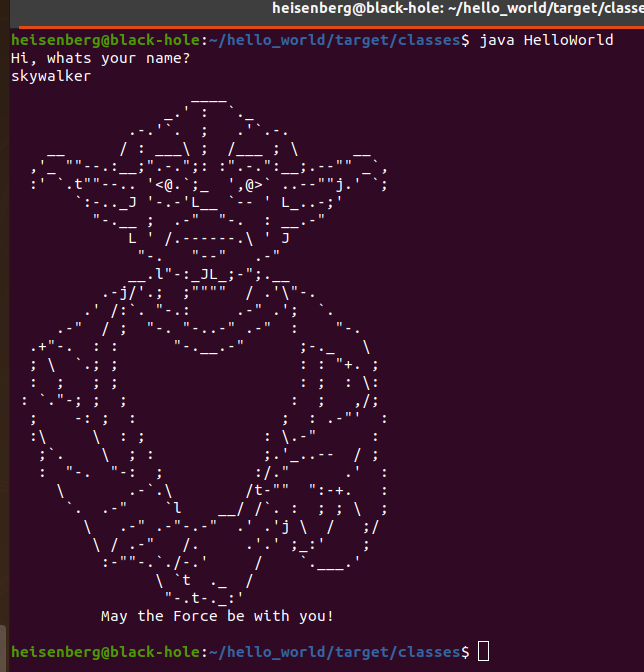 heisenberg@black-hole: ~/hello_world/target/classe
heisenberg@black-hole:~/hello_world/target/classes$ java HelloWorld
Hi, whats your name?
skywalker
May the Force be with you!
heisenberg@black-hole:~/hello_world/target/classes$